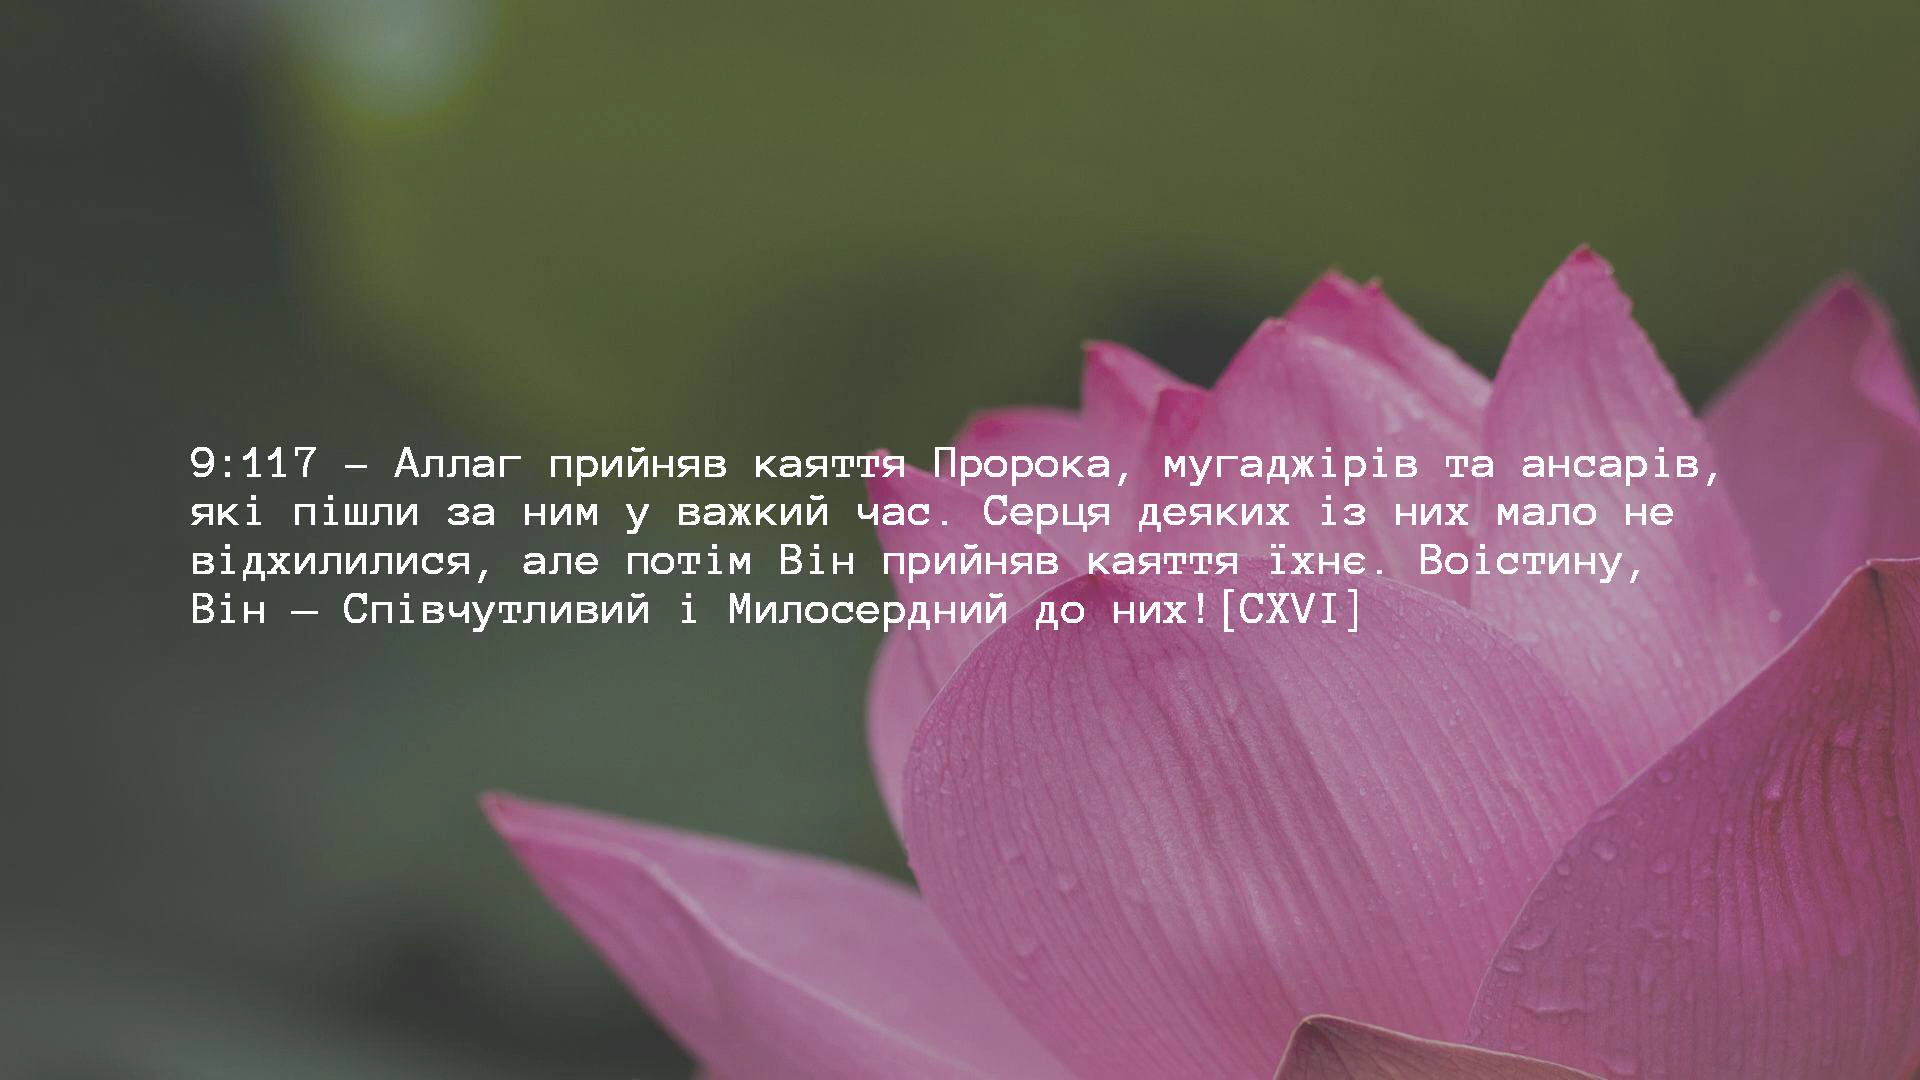 9:117 – Аллаг прийняв каяття Пророка, мугаджірів та ансарів,
які пішли за ним у важкий час. Серця деяких із них мало не
відхилилися, але потім Він прийняв каяття їхнє. Воістину,
Він — Співчутливий і Милосердний до них![CXVI]